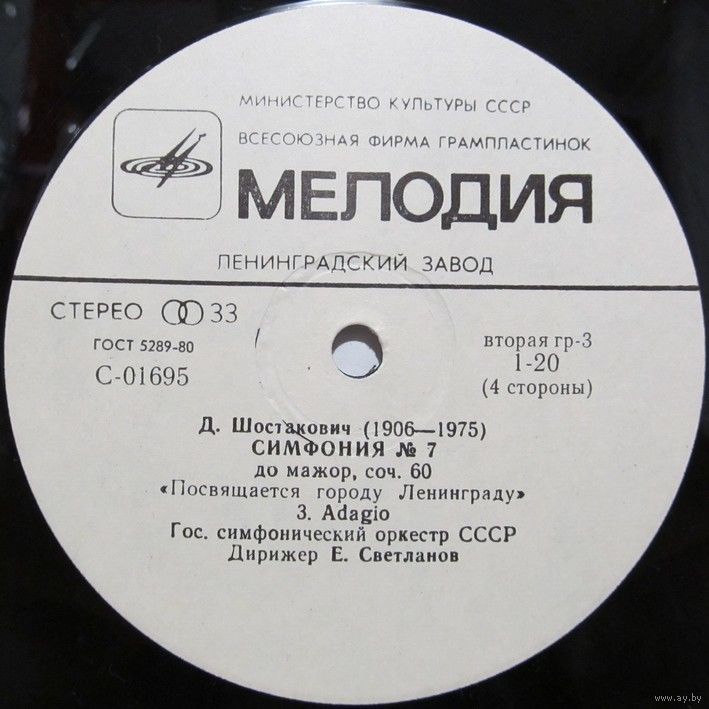 МИНИСТЕРСТВО КУЛЬТУРЫ СССР
ВСЕСОЮЗНАЯ ФИРМА ГРАМПЛАСТИНОК
МЕЛОДИЯ
ЛЕНИНГРАДСКИЙ ЗАВОД
СТЕРЕО 33
ГОСТ 5289-80
С-01695
вторая гр-3
1-20
(4 стороны)
Д. Шостакович (1906—1975)
СИМФОНИЯ № 7
до мажор, соч. 60
«Посвящается городу Ленинграду»
3. Adagio
Гос. симфонический оркестр СССР
Дирижер Е. Светланов
www.ay.by